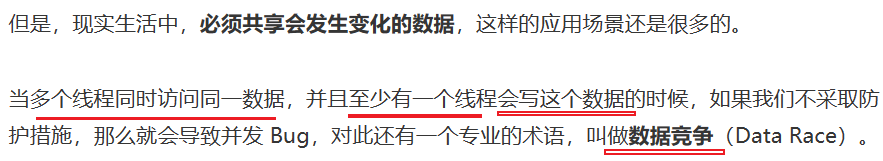 但是，现实生活中，必须共享会发生变化的数据，这样的应用场景还是很多的。
当多个线程同时访问同一数据，并且至少有一个线程会写这个数据的时候，如果我们不采取防
护措施，那么就会导致并发 Bug，对此还有一个专业的术语，叫做数据竞争（Data Race）。